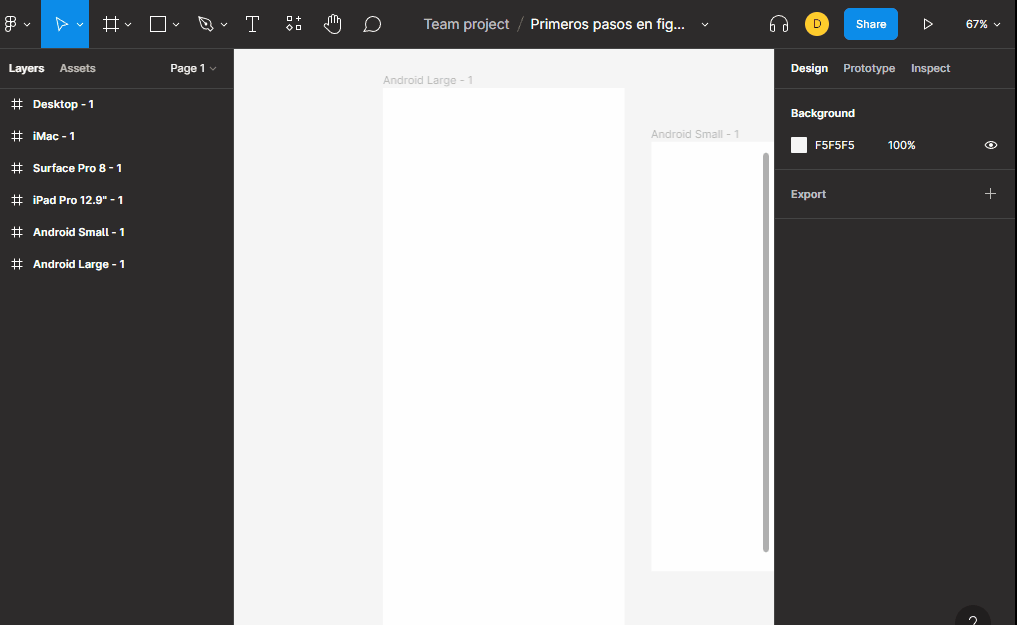 Team project / Primeros pasos en fig... D Share 67%
Layers Assets Page 1
Design Prototype Inspect
Desktop - 1
iMac - 1
Surface Pro 8 - 1
iPad Pro 12.9" - 1
Android Small - 1
Android Large - 1
Android Large - 1
Android Small - 1
Background
F5F5F5 100%
Export
?